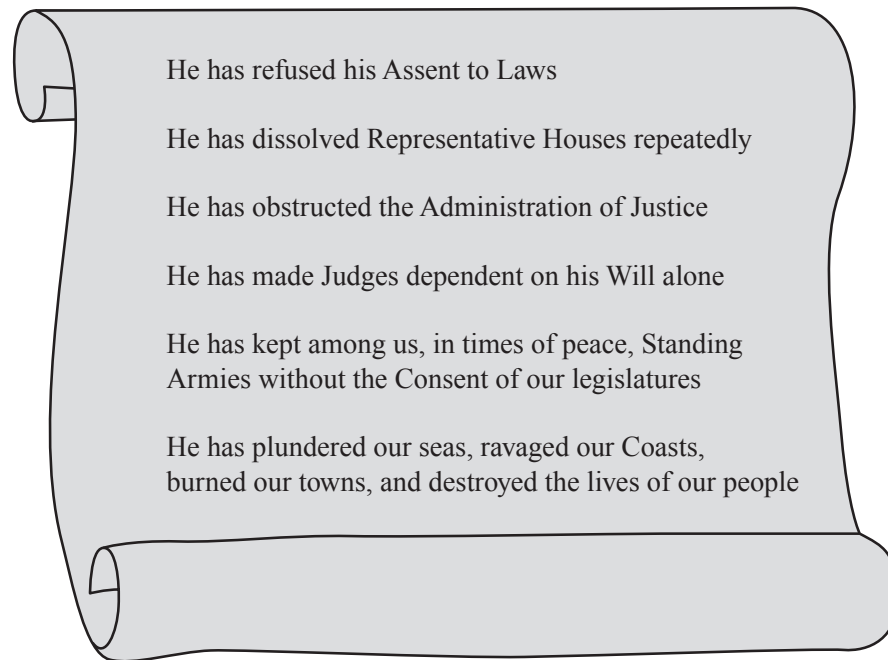 He has refused his Assent to Laws
He has dissolved Representative Houses repeatedly
He has obstructed the Administration of Justice
He has made Judges dependent on his Will alone
He has kept among us, in times of peace, Standing
Armies without the Consent of our legislatures
He has plundered our seas, ravaged our Coasts,
burned our towns, and destroyed the lives of our people